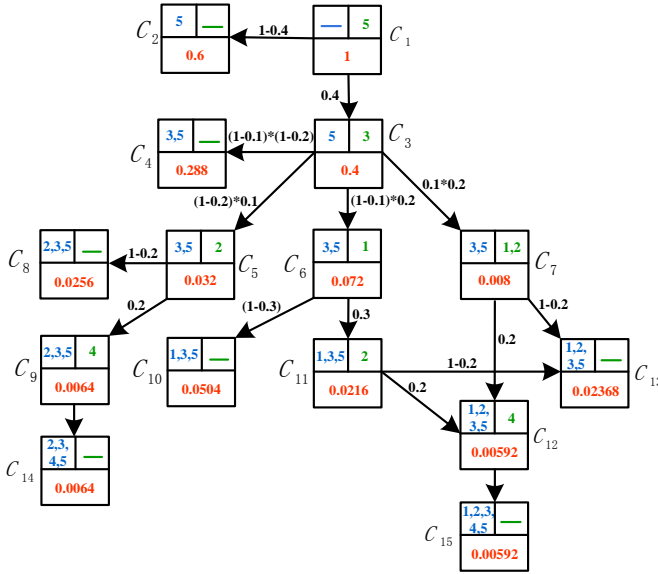 5 — C2
1-0.4
— 5 C1
0.6
1
0.4
3,5 — C4
(1-0.1)*(1-0.2)
5 3 C3
0.288
0.4
(1-0.2)*0.1
(1-0.1)*0.2
0.1*0.2
C8 2,3,5 —
1-0.2
3,5 2 C5
C6 3,5 1
3,5 1,2 C7
0.0256
0.032
0.072
0.008
0.2
(1-0.3)
0.3
0.2
1-0.2
C9 2,3,5 4
C10 1,3,5 —
C11 1,3,5 2
1-0.2
1,2,
3,5 — C13
0.0064
0.0504
0.0216
0.2
0.02368
C14 2,3,
4,5 —
1,2,
3,5 4 C12
0.0064
0.00592
C15 1,2,3,
4,5 —
0.00592